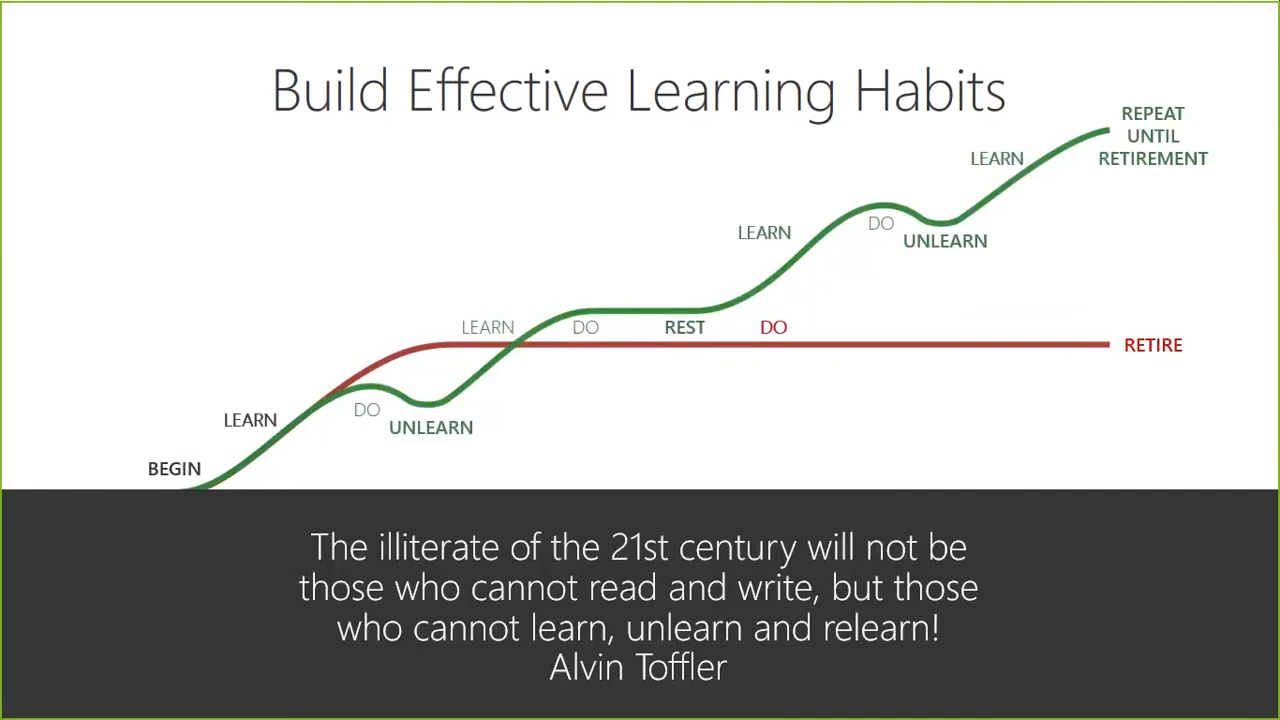 Build Effective Learning Habits
REPEAT
UNTIL
RETIREMENT
LEARN
DO
UNLEARN
LEARN
LEARN
DO
REST
DO
RETIRE
DO
UNLEARN
LEARN
BEGIN
The illiterate of the 21st century will not be
those who cannot read and write, but those
who cannot learn, unlearn and relearn!
Alvin Toffler